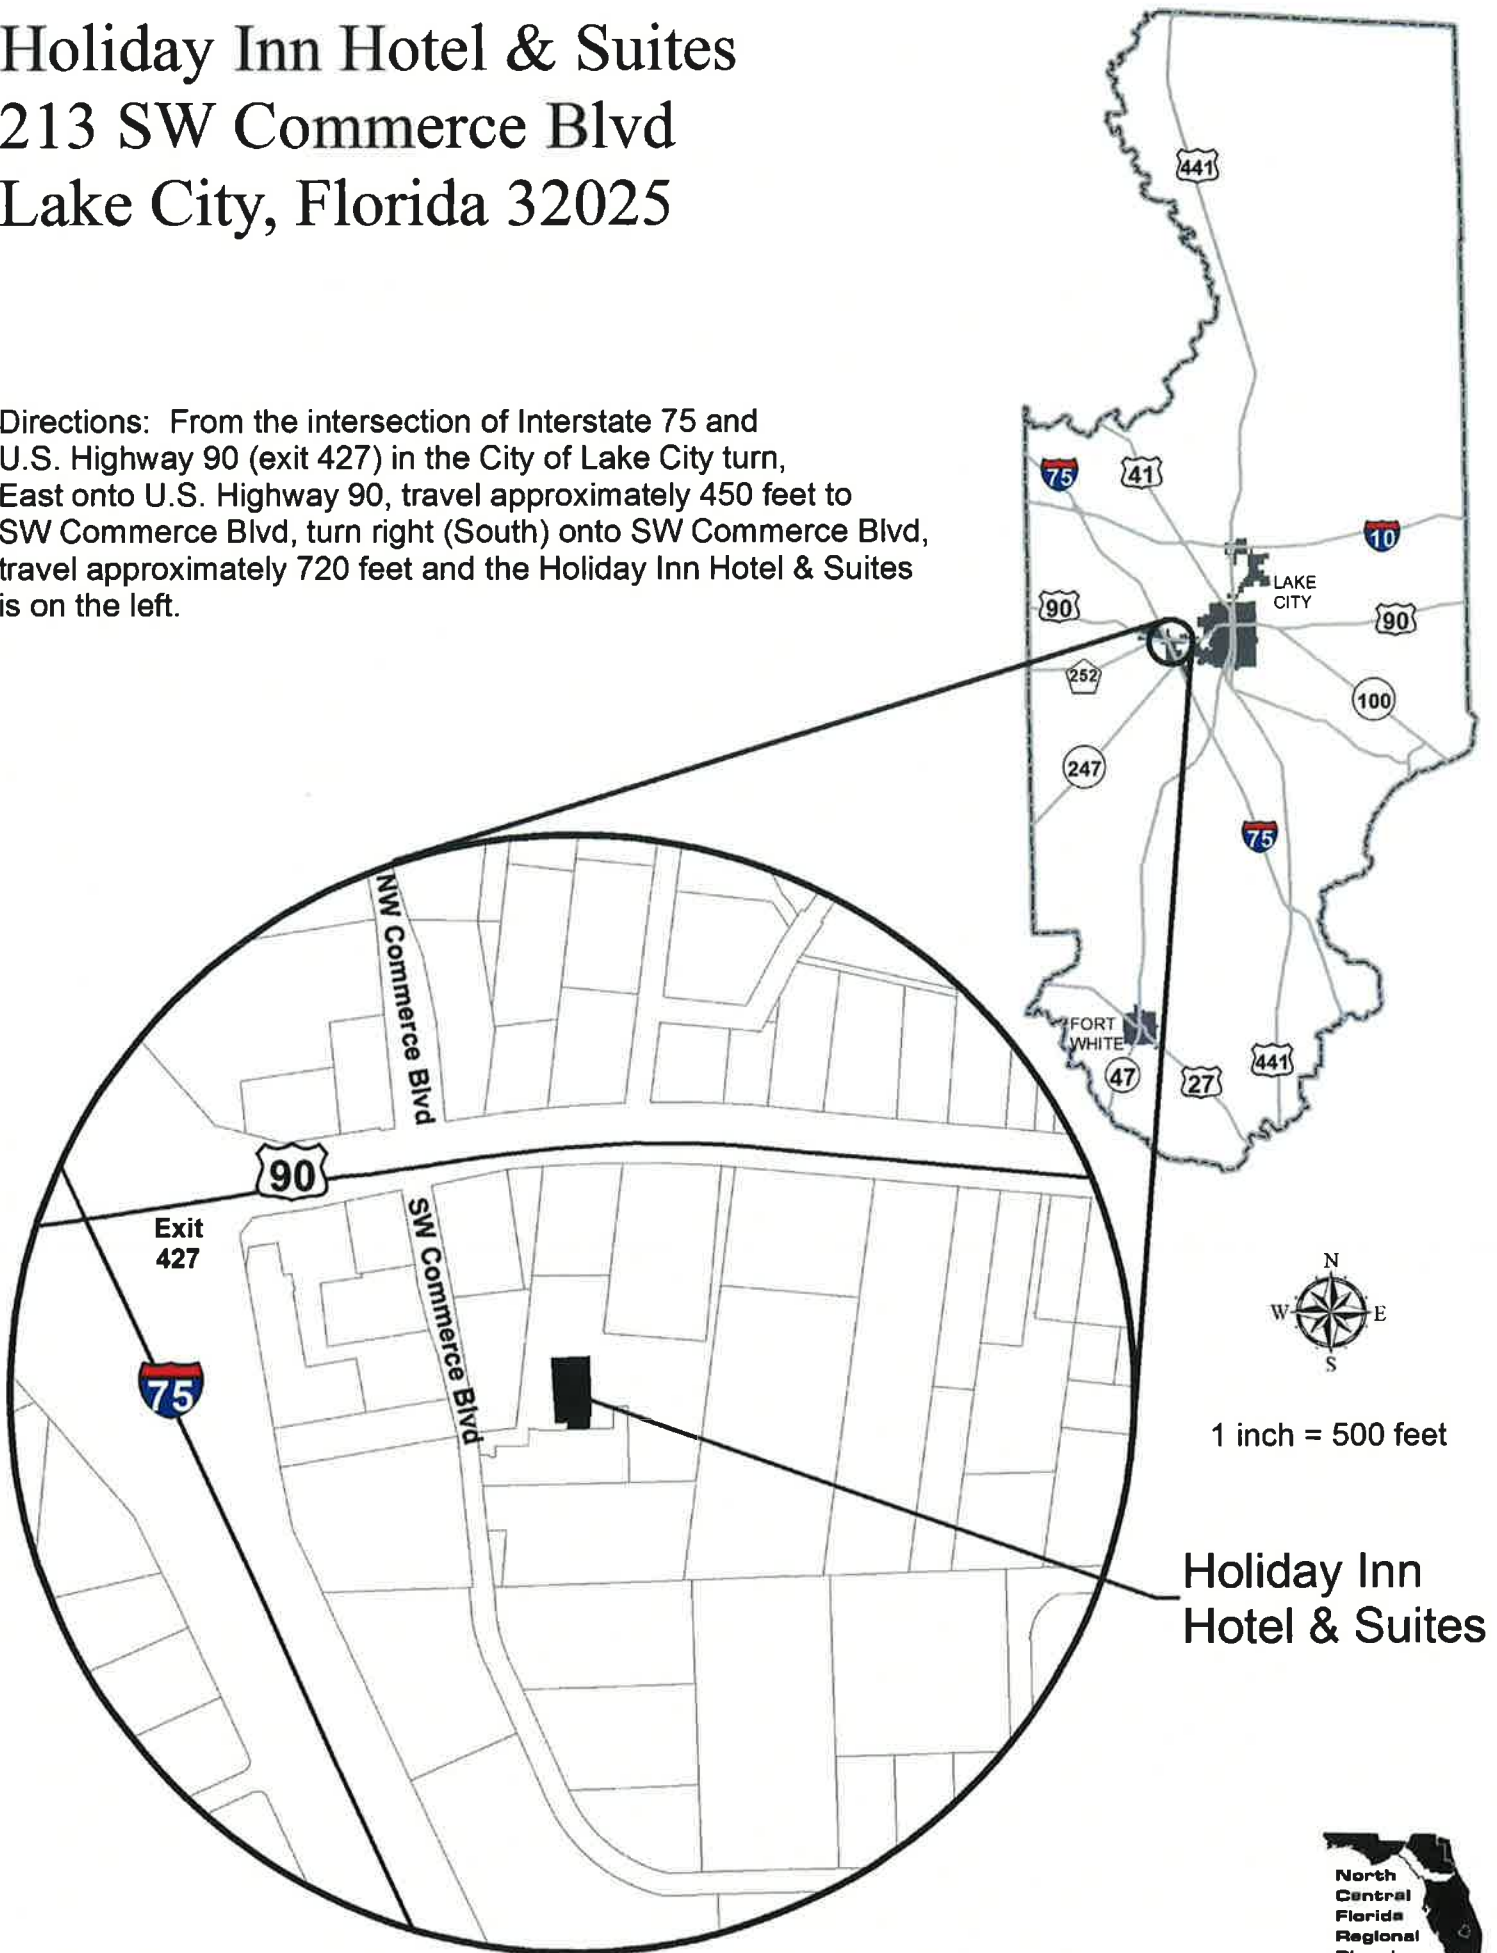 Holiday Inn Hotel & Suites
213 SW Commerce Blvd
Lake City, Florida 32025
Directions: From the intersection of Interstate 75 and
U.S. Highway 90 (exit 427) in the City of Lake City turn,
East onto U.S. Highway 90, travel approximately 450 feet to
SW Commerce Blvd, turn right (South) onto SW Commerce Blvd,
travel approximately 720 feet and the Holiday Inn Hotel & Suites
is on the left.
441
75
41
10
LAKE
CITY
90
90
252
100
247
75
FORT
WHITE
47
27
441
NW Commerce Blvd
90
Exit
427
SW Commerce Blvd
75
N
W
E
S
1 inch = 500 feet
Holiday Inn
Hotel & Suites
North
Central
Florida
Regional